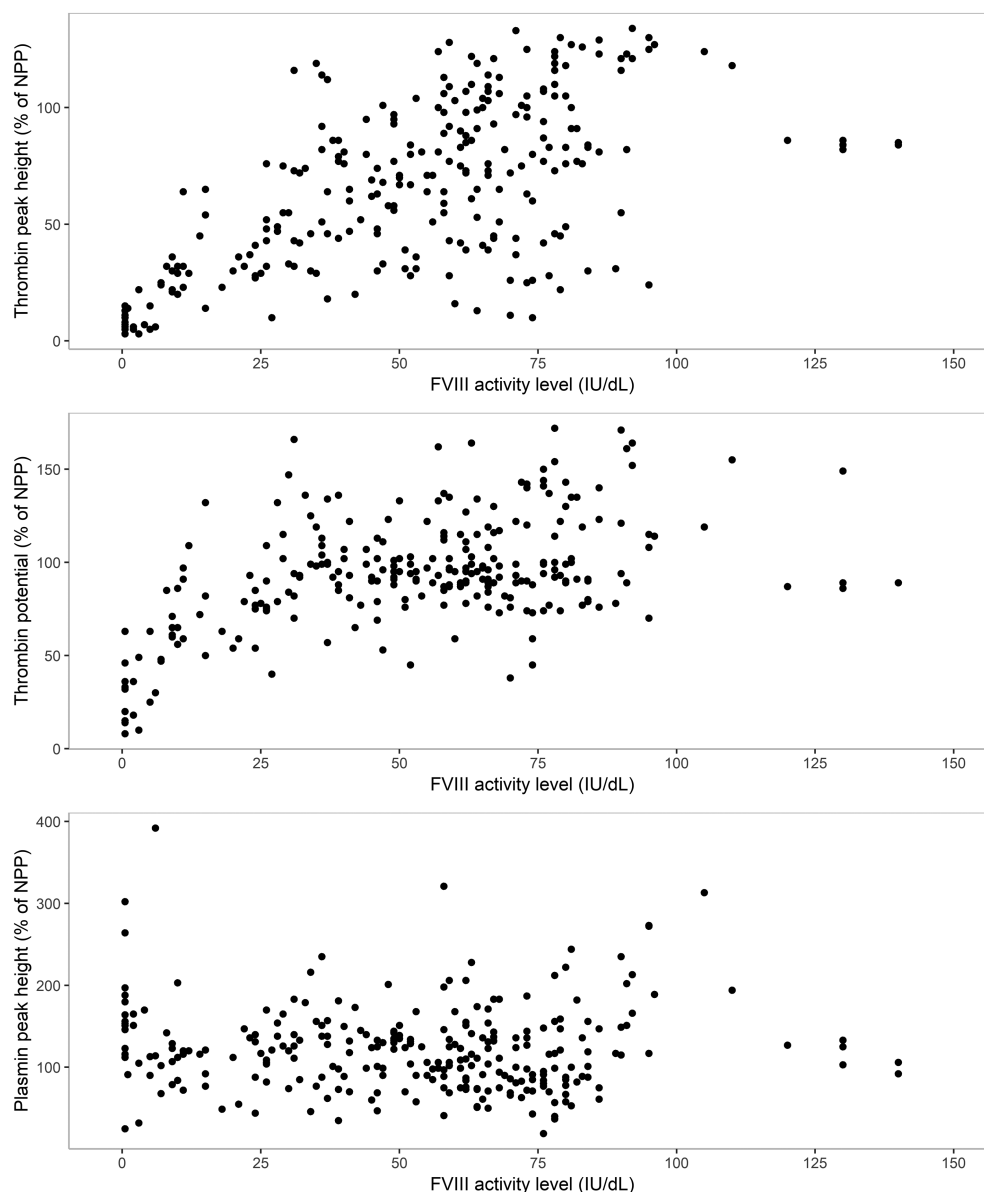 Thrombin peak height (% of NPP)
100
50
0
0 25 50 75 100 125 150
FVIII activity level (IU/dL)
Thrombin potential (% of NPP)
150
100
50
0
0 25 50 75 100 125 150
FVIII activity level (IU/dL)
Plasmin peak height (% of NPP)
400
300
200
100
0 25 50 75 100 125 150
FVIII activity level (IU/dL)